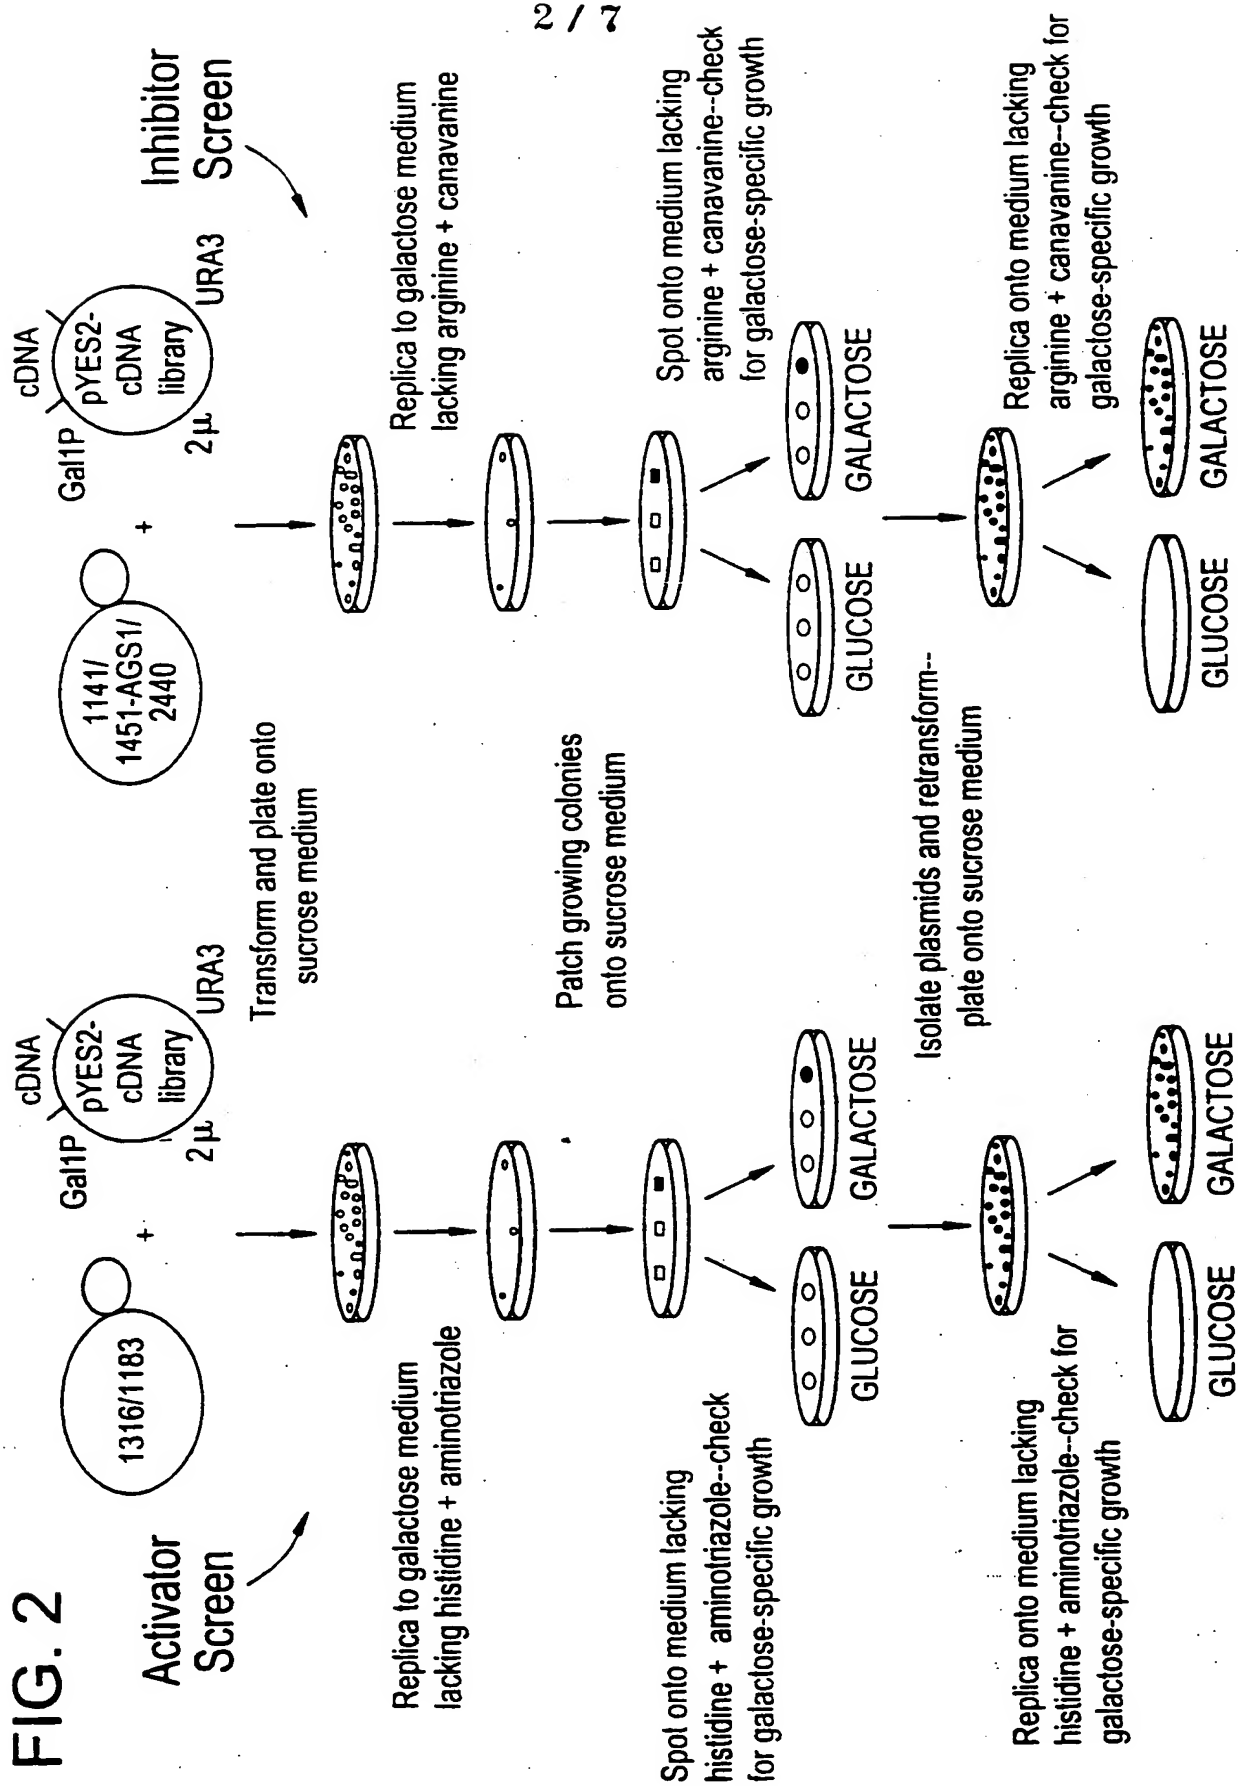 2 / 7
FIG. 2
Activator
Screen
1316/1183
+
Gal1P
cDNA
pYES2-
cDNA
library
2μ
URA3
Transform and plate onto
sucrose medium
1141/
1451-AGS1/
2440
+
Gal1P
cDNA
pYES2-
cDNA
library
2μ
URA3
Inhibitor
Screen
Replica to galactose medium
lacking histidine + aminotriazole
Replica to galactose medium
lacking arginine + canavanine
Patch growing colonies
onto sucrose medium
Spot onto medium lacking
histidine + aminotriazole--check
for galactose-specific growth
Spot onto medium lacking
arginine + canavanine--check
for galactose-specific growth
GLUCOSE
GALACTOSE
GLUCOSE
GALACTOSE
Isolate plasmids and retransform--
plate onto sucrose medium
Replica onto medium lacking
histidine + aminotriazole--check for
galactose-specific growth
Replica onto medium lacking
arginine + canavanine--check for
galactose-specific growth
GLUCOSE
GALACTOSE
GLUCOSE
GALACTOSE